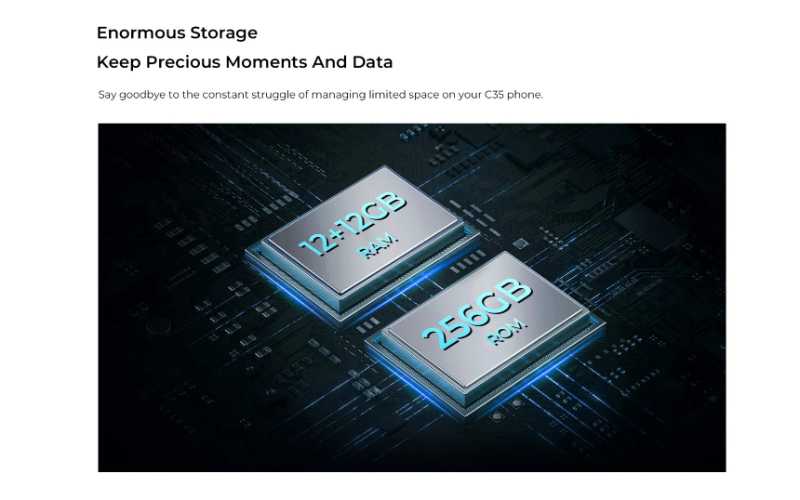 Enormous Storage
Keep Precious Moments And Data
Say goodbye to the constant struggle of managing limited space on your C35 phone.
12+12GB
RAM
256GB
ROM